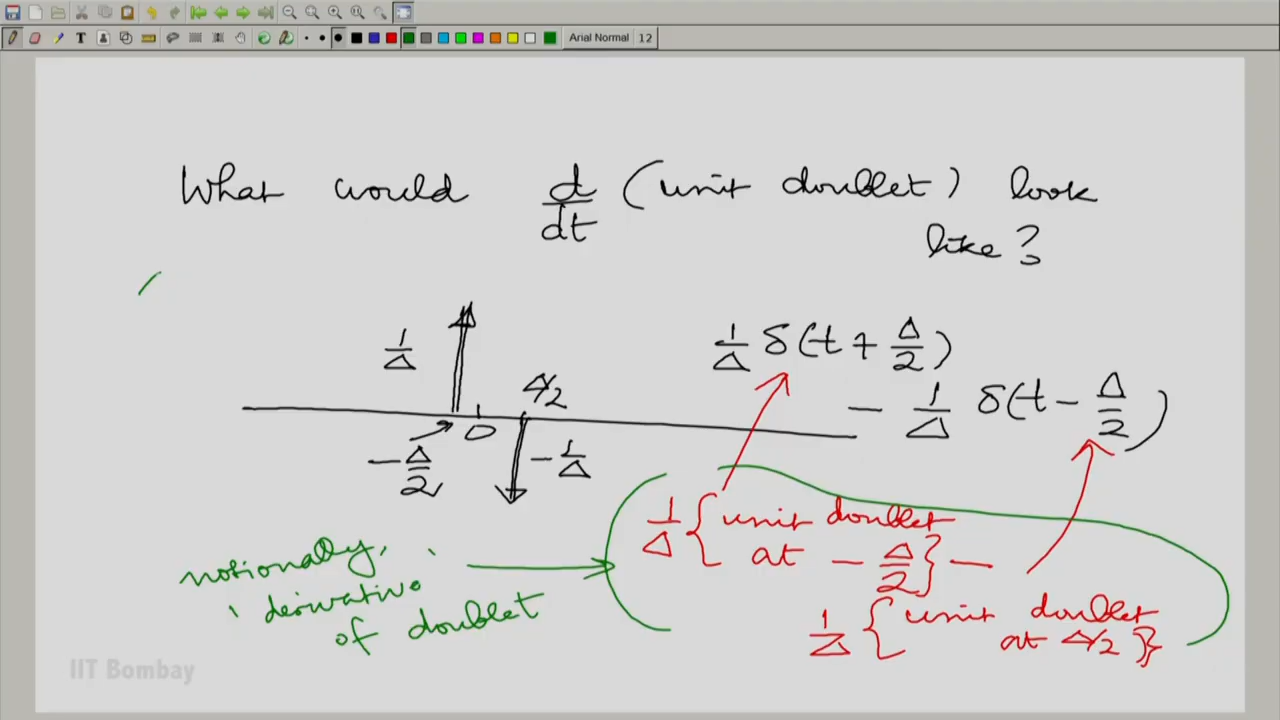 Arial Normal 12
What would d/dt (unit doublet) look
like?
1/Δ
Δ/2
0
-Δ/2
-1/Δ
1/Δ δ(t + Δ/2)
- 1/Δ δ(t - Δ/2)
1/Δ {unit doublet
at -Δ/2} -
1/Δ {unit doublet
at Δ/2}
notionally,
'derivative'
of doublet
IIT Bombay